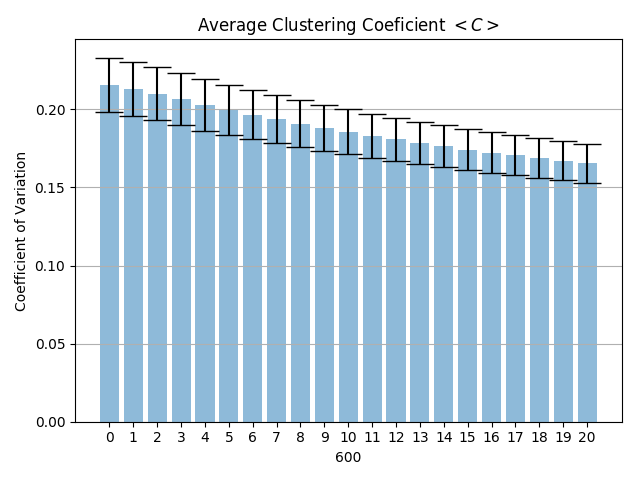 Average Clustering Coeficient < C >
Coefficient of Variation
0.20
0.15
0.10
0.05
0.00
0 1 2 3 4 5 6 7 8 9 10 11 12 13 14 15 16 17 18 19 20
600